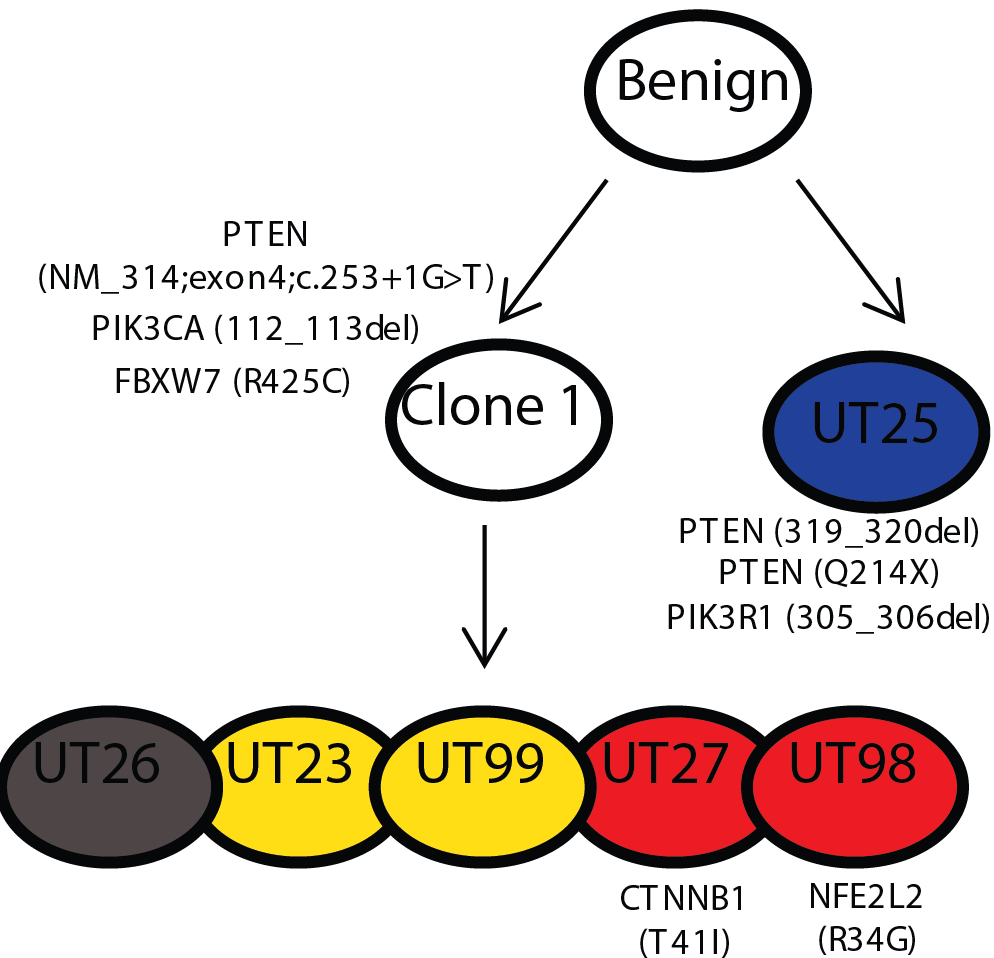 Benign
PTEN
(NM_314;exon4;c.253+1G>T)
PIK3CA (112_113del)
FBXW7 (R425C)
Clone 1
UT25
PTEN (319_320del)
PTEN (Q214X)
PIK3R1 (305_306del)
UT26 UT23 UT99 UT27 UT98
CTNNB1
(T41I)
NFE2L2
(R34G)